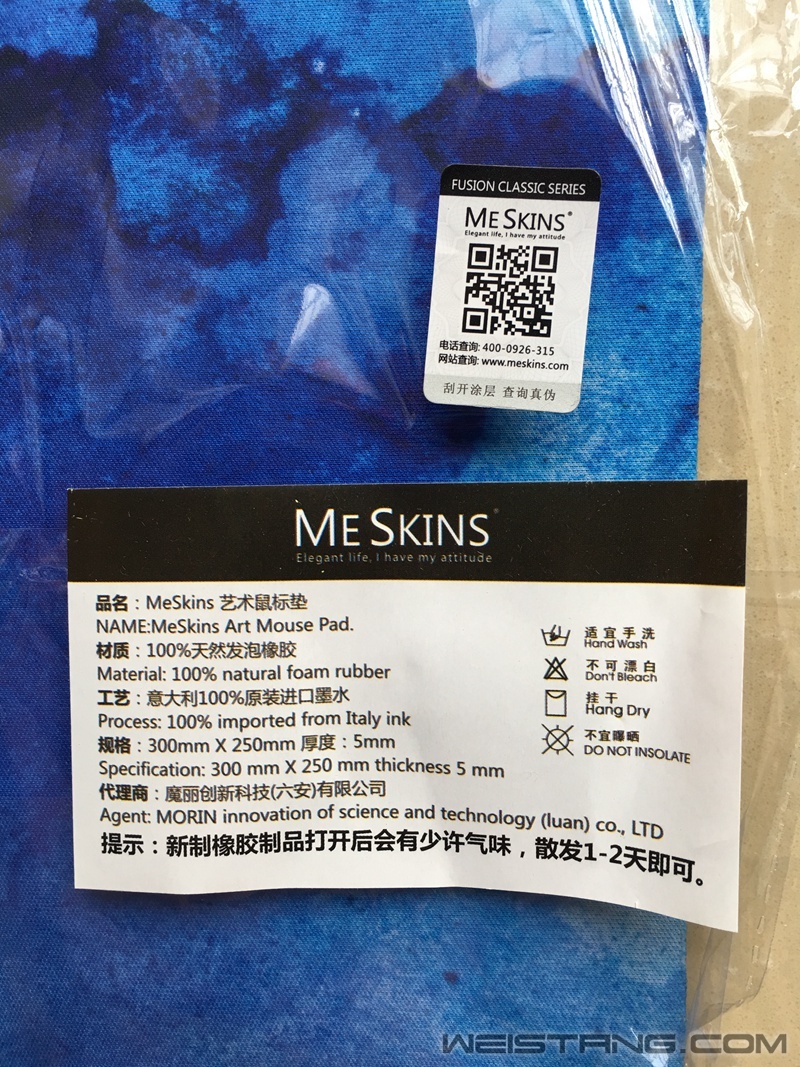 FUSION CLASSIC SERIES
ME SKINS®
Elegant life, I have my attitude
电话查询: 400-0926-315
网站查询: www.meskins.com
刮开涂层 查询真伪
ME SKINS®
Elegant life, I have my attitude
品名：MeSkins 艺术鼠标垫
NAME:MeSkins Art Mouse Pad.
材质：100%天然发泡橡胶
Material: 100% natural foam rubber
工艺：意大利100%原装进口墨水
Process: 100% imported from Italy ink
规格：300mm X 250mm 厚度：5mm
Specification: 300 mm X 250 mm thickness 5 mm
代理商：魔丽创新科技(六安)有限公司
Agent: MORIN innovation of science and technology (luan) co., LTD
提示：新制橡胶制品打开后会有少许气味，散发1-2天即可。
适宜手洗
Hand Wash
不可漂白
Don't Bleach
挂干
Hang Dry
不宜曝晒
DO NOT INSOLATE
WEISTANG.COM